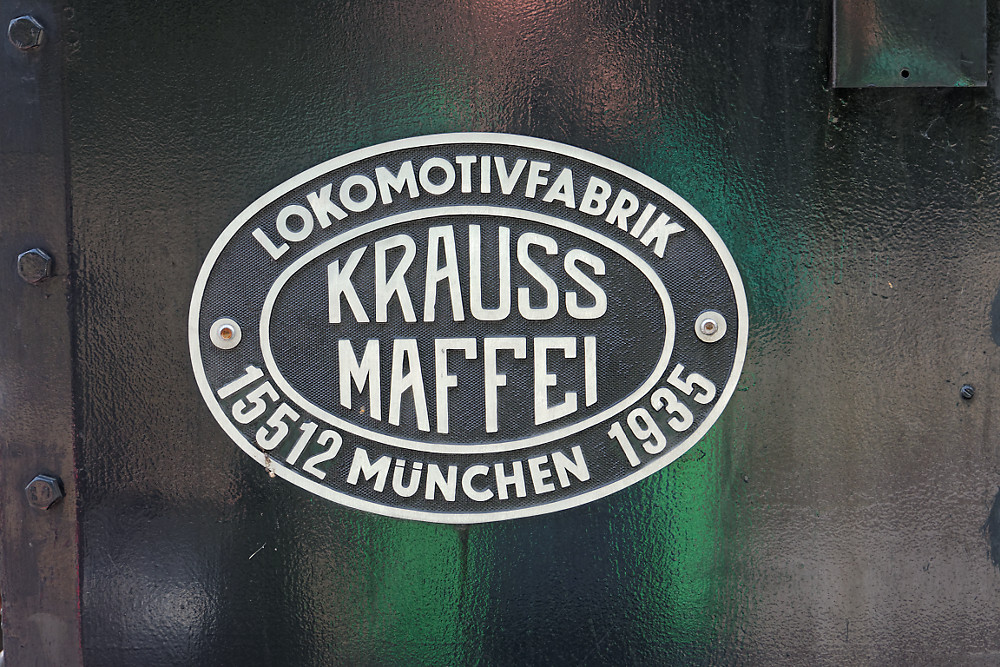 LOKOMOTIVFABRIK
KRAUSS
MAFFEI
15512 MÜNCHEN 1935